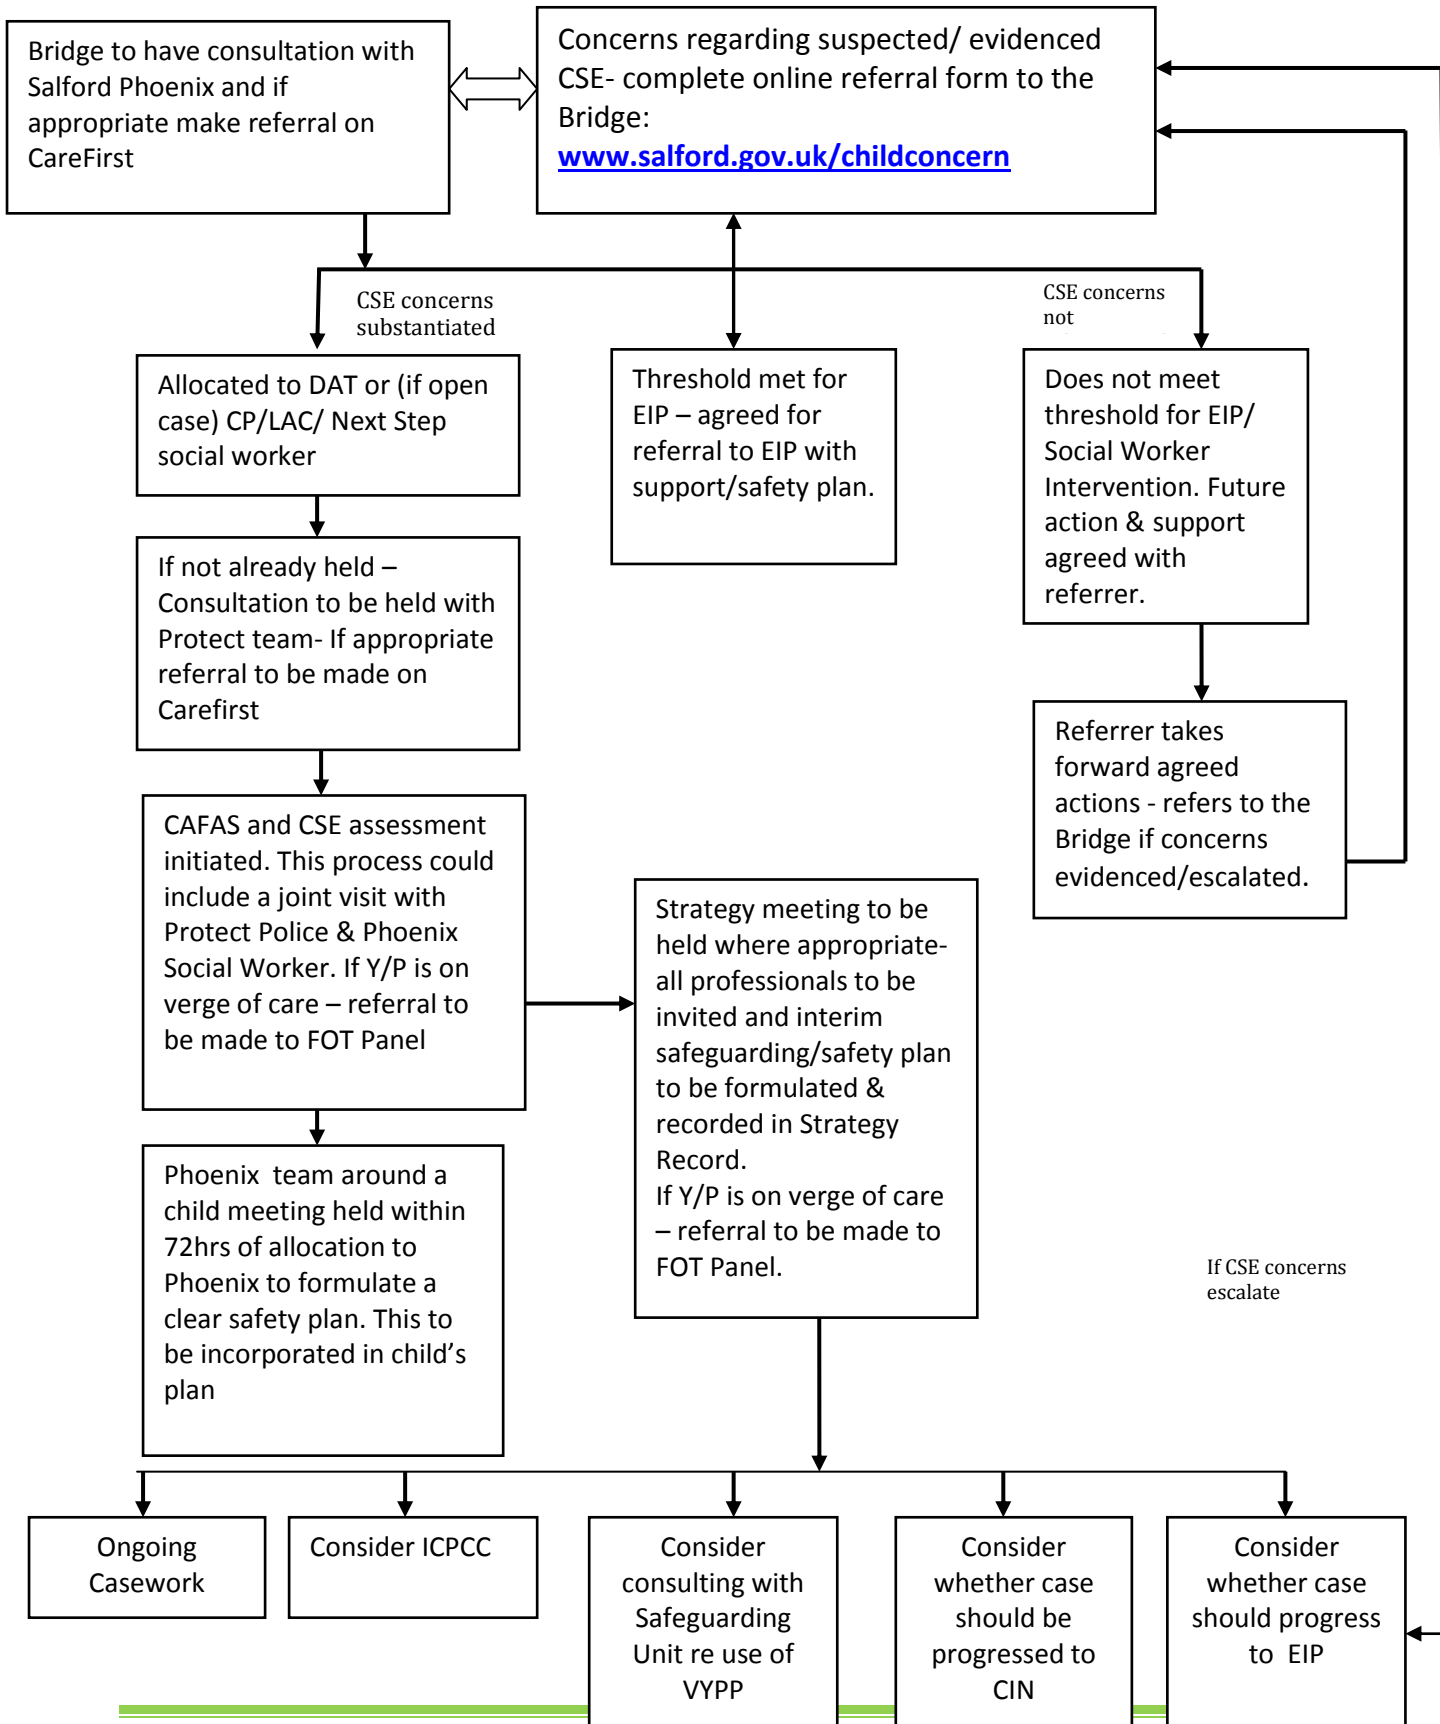 Bridge to have consultation with
Salford Phoenix and if
appropriate make referral on
CareFirst
Concerns regarding suspected/ evidenced
CSE- complete online referral form to the
Bridge:
www.salford.gov.uk/childconcern
CSE concerns
substantiated
CSE concerns
not
Allocated to DAT or (if open
case) CP/LAC/ Next Step
social worker
Threshold met for
EIP – agreed for
referral to EIP with
support/safety plan.
Does not meet
threshold for EIP/
Social Worker
Intervention. Future
action & support
agreed with
referrer.
If not already held –
Consultation to be held with
Protect team- If appropriate
referral to be made on
Carefirst
Referrer takes
forward agreed
actions - refers to the
Bridge if concerns
evidenced/escalated.
CAFAS and CSE assessment
initiated. This process could
include a joint visit with
Protect Police & Phoenix
Social Worker. If Y/P is on
verge of care – referral to
be made to FOT Panel
Strategy meeting to be
held where appropriate-
all professionals to be
invited and interim
safeguarding/safety plan
to be formulated &
recorded in Strategy
Record.
If Y/P is on verge of care
– referral to be made to
FOT Panel.
Phoenix  team around a
child meeting held within
72hrs of allocation to
Phoenix to formulate a
clear safety plan. This to
be incorporated in child’s
plan
If CSE concerns
escalate
Ongoing
Casework
Consider ICPCC
Consider
consulting with
Safeguarding
Unit re use of
VYPP
Consider
whether case
should be
progressed to
CIN
Consider
whether case
should progress
to  EIP